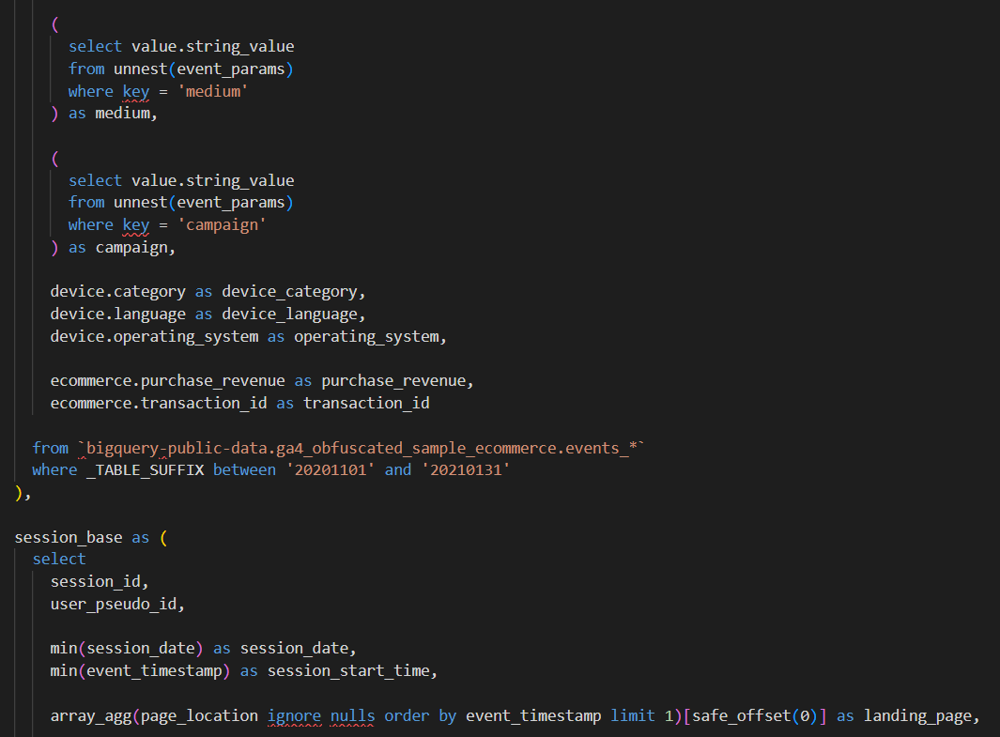 (
select value.string_value
from unnest(event_params)
where key = 'medium'
) as medium,
(
select value.string_value
from unnest(event_params)
where key = 'campaign'
) as campaign,
device.category as device_category,
device.language as device_language,
device.operating_system as operating_system,
ecommerce.purchase_revenue as purchase_revenue,
ecommerce.transaction_id as transaction_id
from `bigquery-public-data.ga4_obfuscated_sample_ecommerce.events_*`
where _TABLE_SUFFIX between '20201101' and '20210131'
),
session_base as (
select
session_id,
user_pseudo_id,
min(session_date) as session_date,
min(event_timestamp) as session_start_time,
array_agg(page_location ignore nulls order by event_timestamp limit 1)[safe_offset(0)] as landing_page,